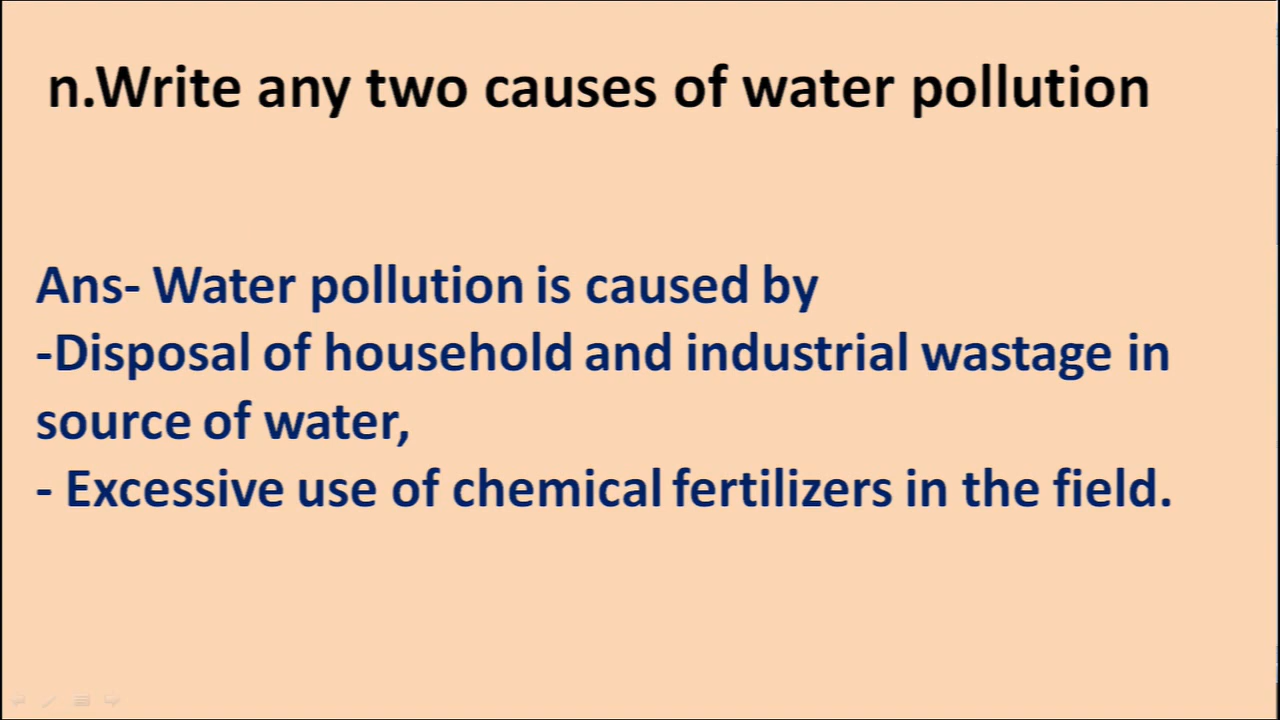 n.Write any two causes of water pollution
Ans- Water pollution is caused by
-Disposal of household and industrial wastage in
source of water,
- Excessive use of chemical fertilizers in the field.